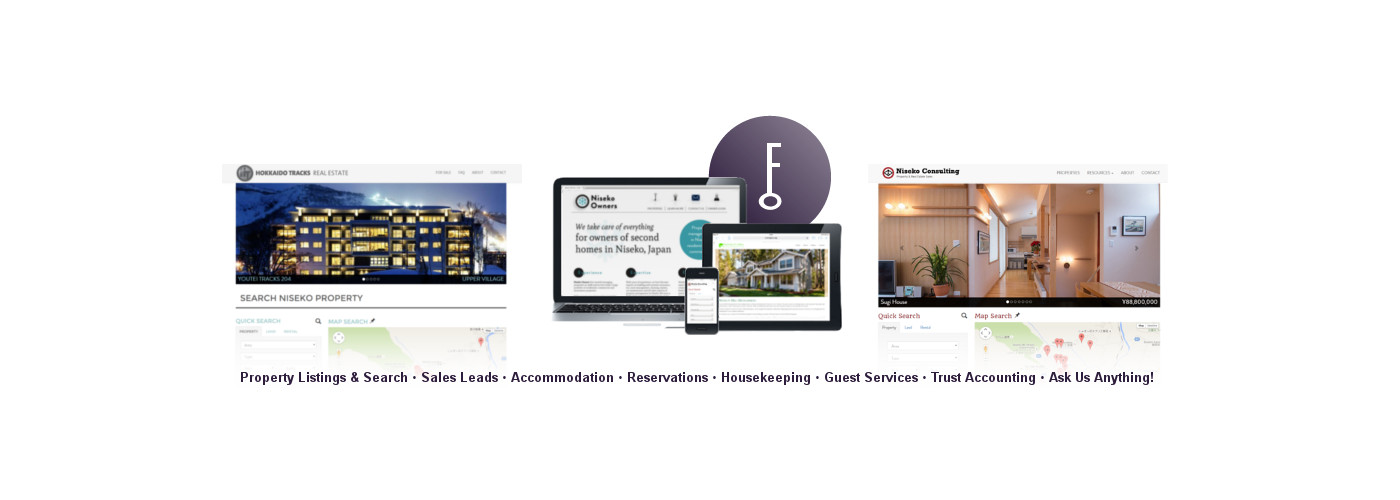 HOKKAIDO TRACKS REAL ESTATE
FOR SALE FAQ ABOUT CONTACT
YOUTEI TRACKS 204 UPPER VILLAGE
SEARCH NISEKO PROPERTY
QUICK SEARCH MAP SEARCH
Niseko
Owners
We take care of everything
for owners of second
homes in Niseko, Japan
Niseko Consulting
PROPERTIES RESOURCES ABOUT CONTACT
Sugi House ¥88,800,000
Quick Search Map Search
Property Land Rental
Property Listings & Search • Sales Leads • Accommodation • Reservations • Housekeeping • Guest Services • Trust Accounting • Ask Us Anything!